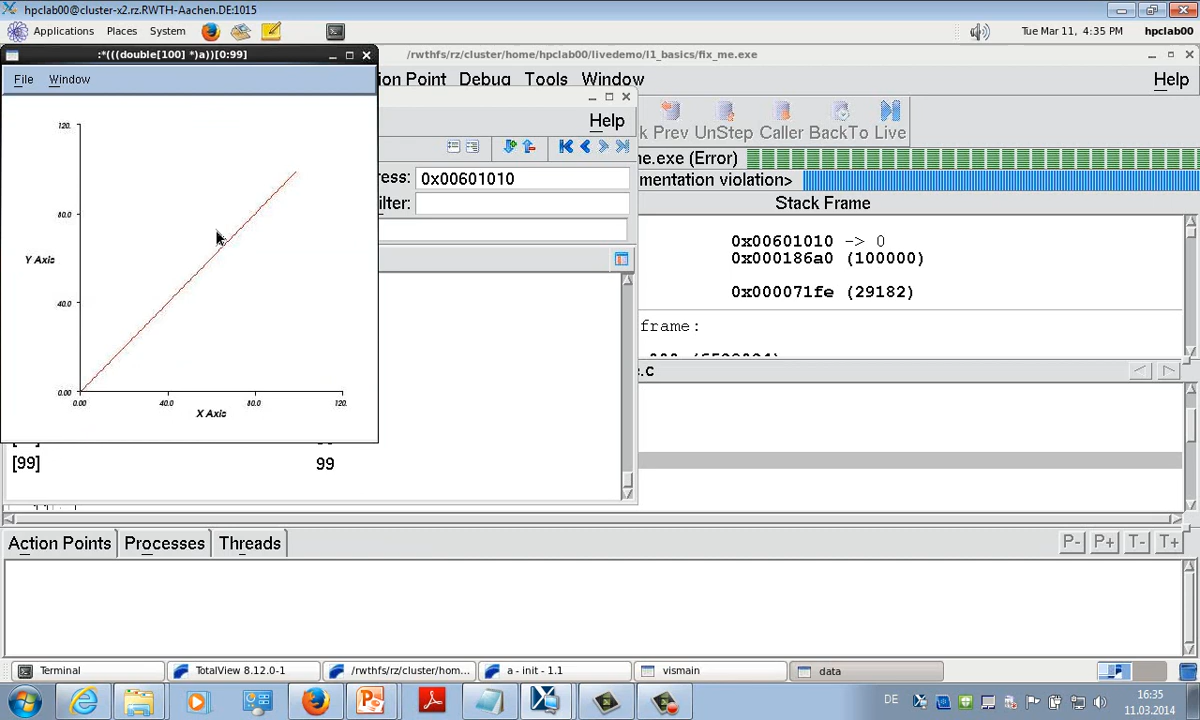 hpclab00@cluster-x2.rz.RWTH-Aachen.DE:1015
Applications Places System
Tue Mar 11, 4:35 PM hpclab00
:*(((double[100] *)a))[0:99]
/rwthfs/rz/cluster/home/hpclab00/livedemo/l1_basics/fix_me.exe
File Window
ion Point Debug Tools Window Help
Help
k Prev UnStep Caller BackTo Live
120.
80.0
Y Axis
40.0
0.00
0.00 40.0 80.0 120.
X Axis
ress: 0x00601010
ilter:
me.exe (Error)
mentation violation>
Stack Frame
0x00601010 -> 0
0x000186a0 (100000)
0x000071fe (29182)
frame:
e.c
[99] 99
Action Points Processes Threads
P- P+ T- T+
Terminal
TotalView 8.12.0-1
/rwthfs/rz/cluster/hom...
a - init - 1.1
vismain
data
DE
16:35
11.03.2014